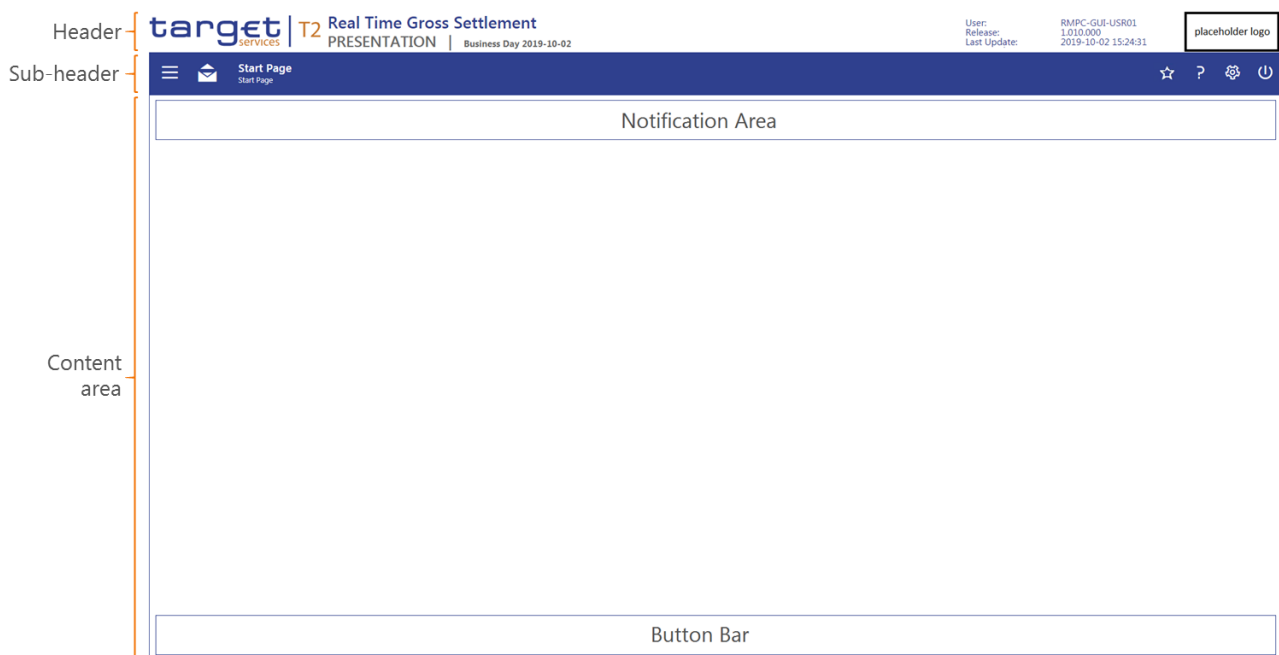 Header
target
services
T2
Real Time Gross Settlement
PRESENTATION | Business Day 2019-10-02
User: RMPC-GUI-USR01
Release: 1.010.000
Last Update: 2019-10-02 15:24:31
placeholder logo
Sub-header
Start Page
Start Page
?
Notification Area
Content
area
Button Bar